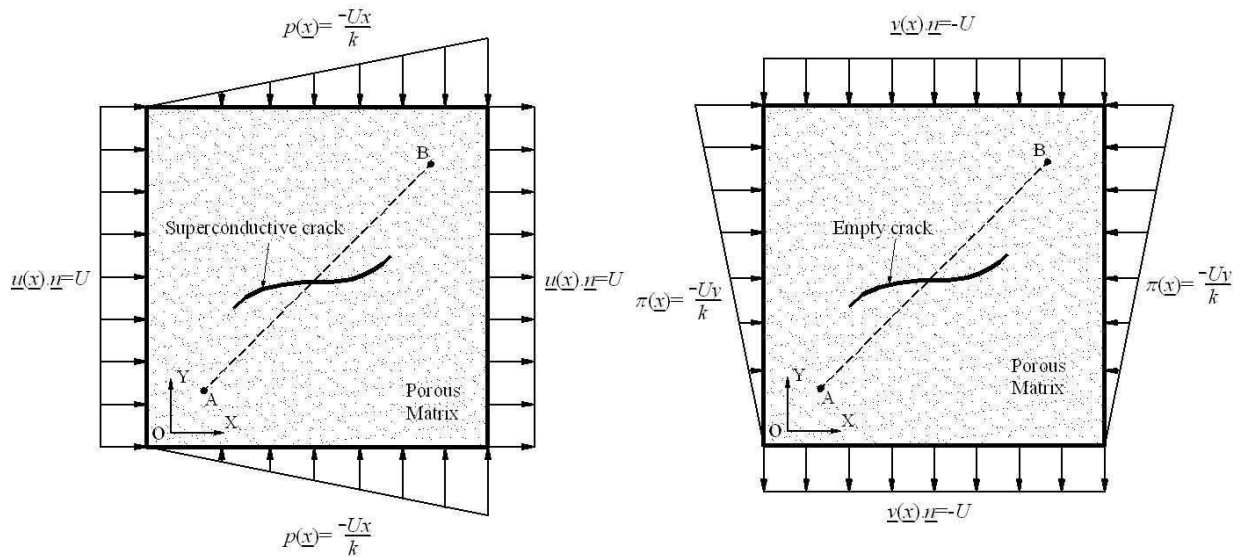 p(x)= -Ux/k
Superconductive crack
B
u(x).n=U
u(x).n=U
Y
A
X
O
Porous
Matrix
p(x)= -Ux/k
v(x).n=-U
B
Empty crack
π(x)= -Uy/k
π(x)= -Uy/k
Y
A
X
O
Porous
Matrix
v(x).n=-U